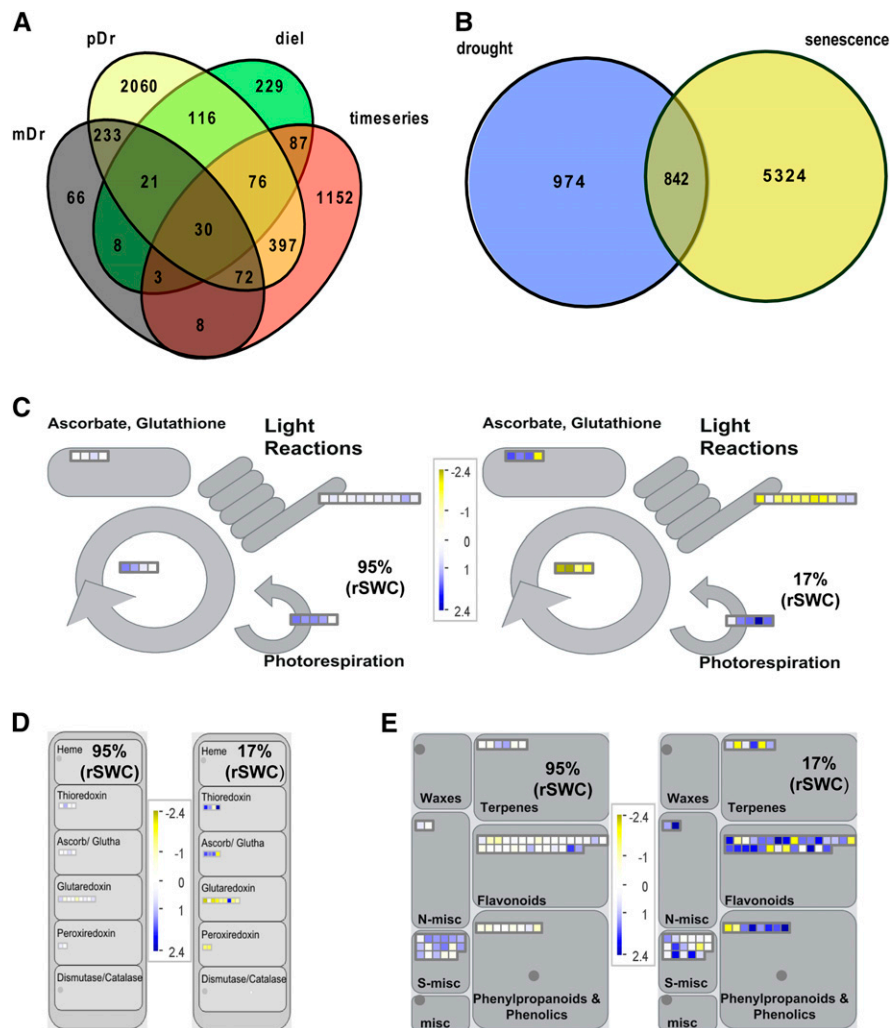 A
pDr
diel
timeseries
mDr
2060
229
116
87
233
66
21
76
1152
8
30
397
3
72
8
B
drought
senescence
974
842
5324
C
Ascorbate, Glutathione
Light
Reactions
95%
(rSWC)
Photorespiration
-2.4
-1
0
1
2.4
Ascorbate, Glutathione
Light
Reactions
17%
(rSWC)
Photorespiration
D
Heme
95%
(rSWC)
Thioredoxin
Ascorb/ Glutha
Glutaredoxin
Peroxiredoxin
Dismutase/Catalase
-2.4
-1
0
1
2.4
Heme
17%
(rSWC)
Thioredoxin
Ascorb/ Glutha
Glutaredoxin
Peroxiredoxin
Dismutase/Catalase
E
Waxes
95%
(rSWC)
Terpenes
N-misc
Flavonoids
S-misc
Phenylpropanoids &
Phenolics
misc
-2.4
-1
0
1
2.4
Waxes
17%
(rSWC)
Terpenes
N-misc
Flavonoids
S-misc
Phenylpropanoids &
Phenolics
misc